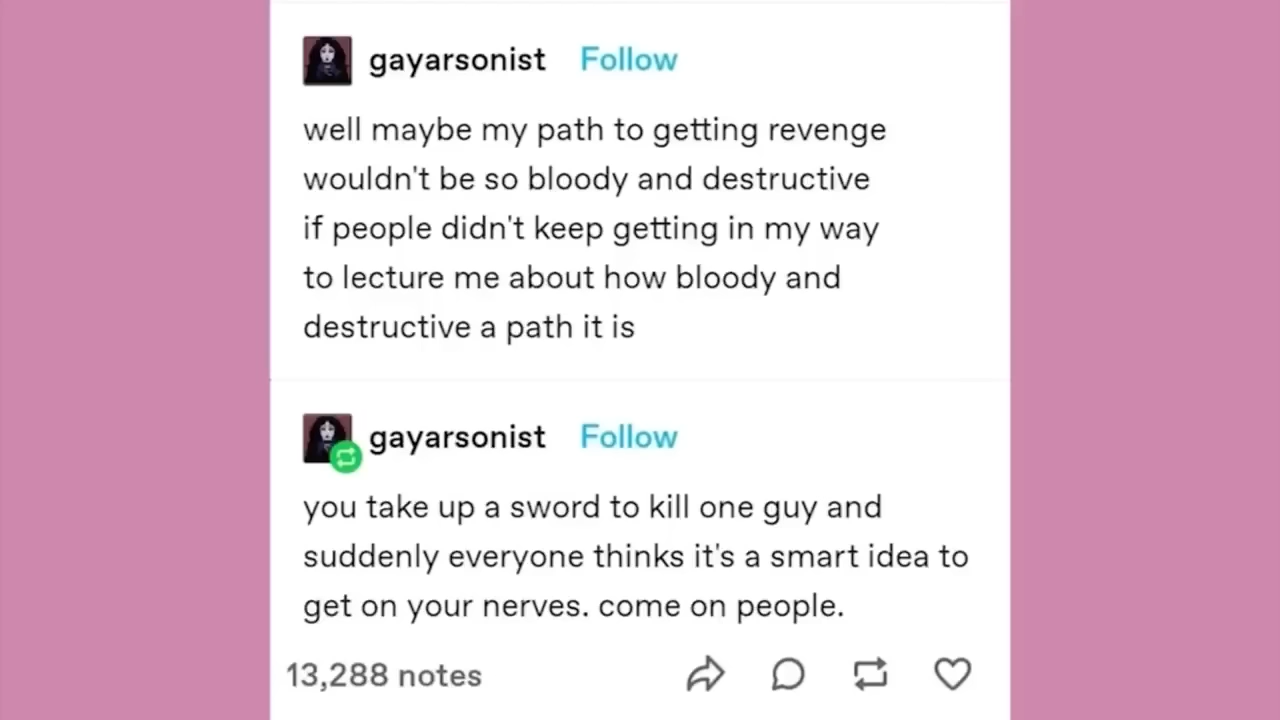 gayarsonist Follow
well maybe my path to getting revenge
wouldn't be so bloody and destructive
if people didn't keep getting in my way
to lecture me about how bloody and
destructive a path it is
gayarsonist Follow
you take up a sword to kill one guy and
suddenly everyone thinks it's a smart idea to
get on your nerves. come on people.
13,288 notes